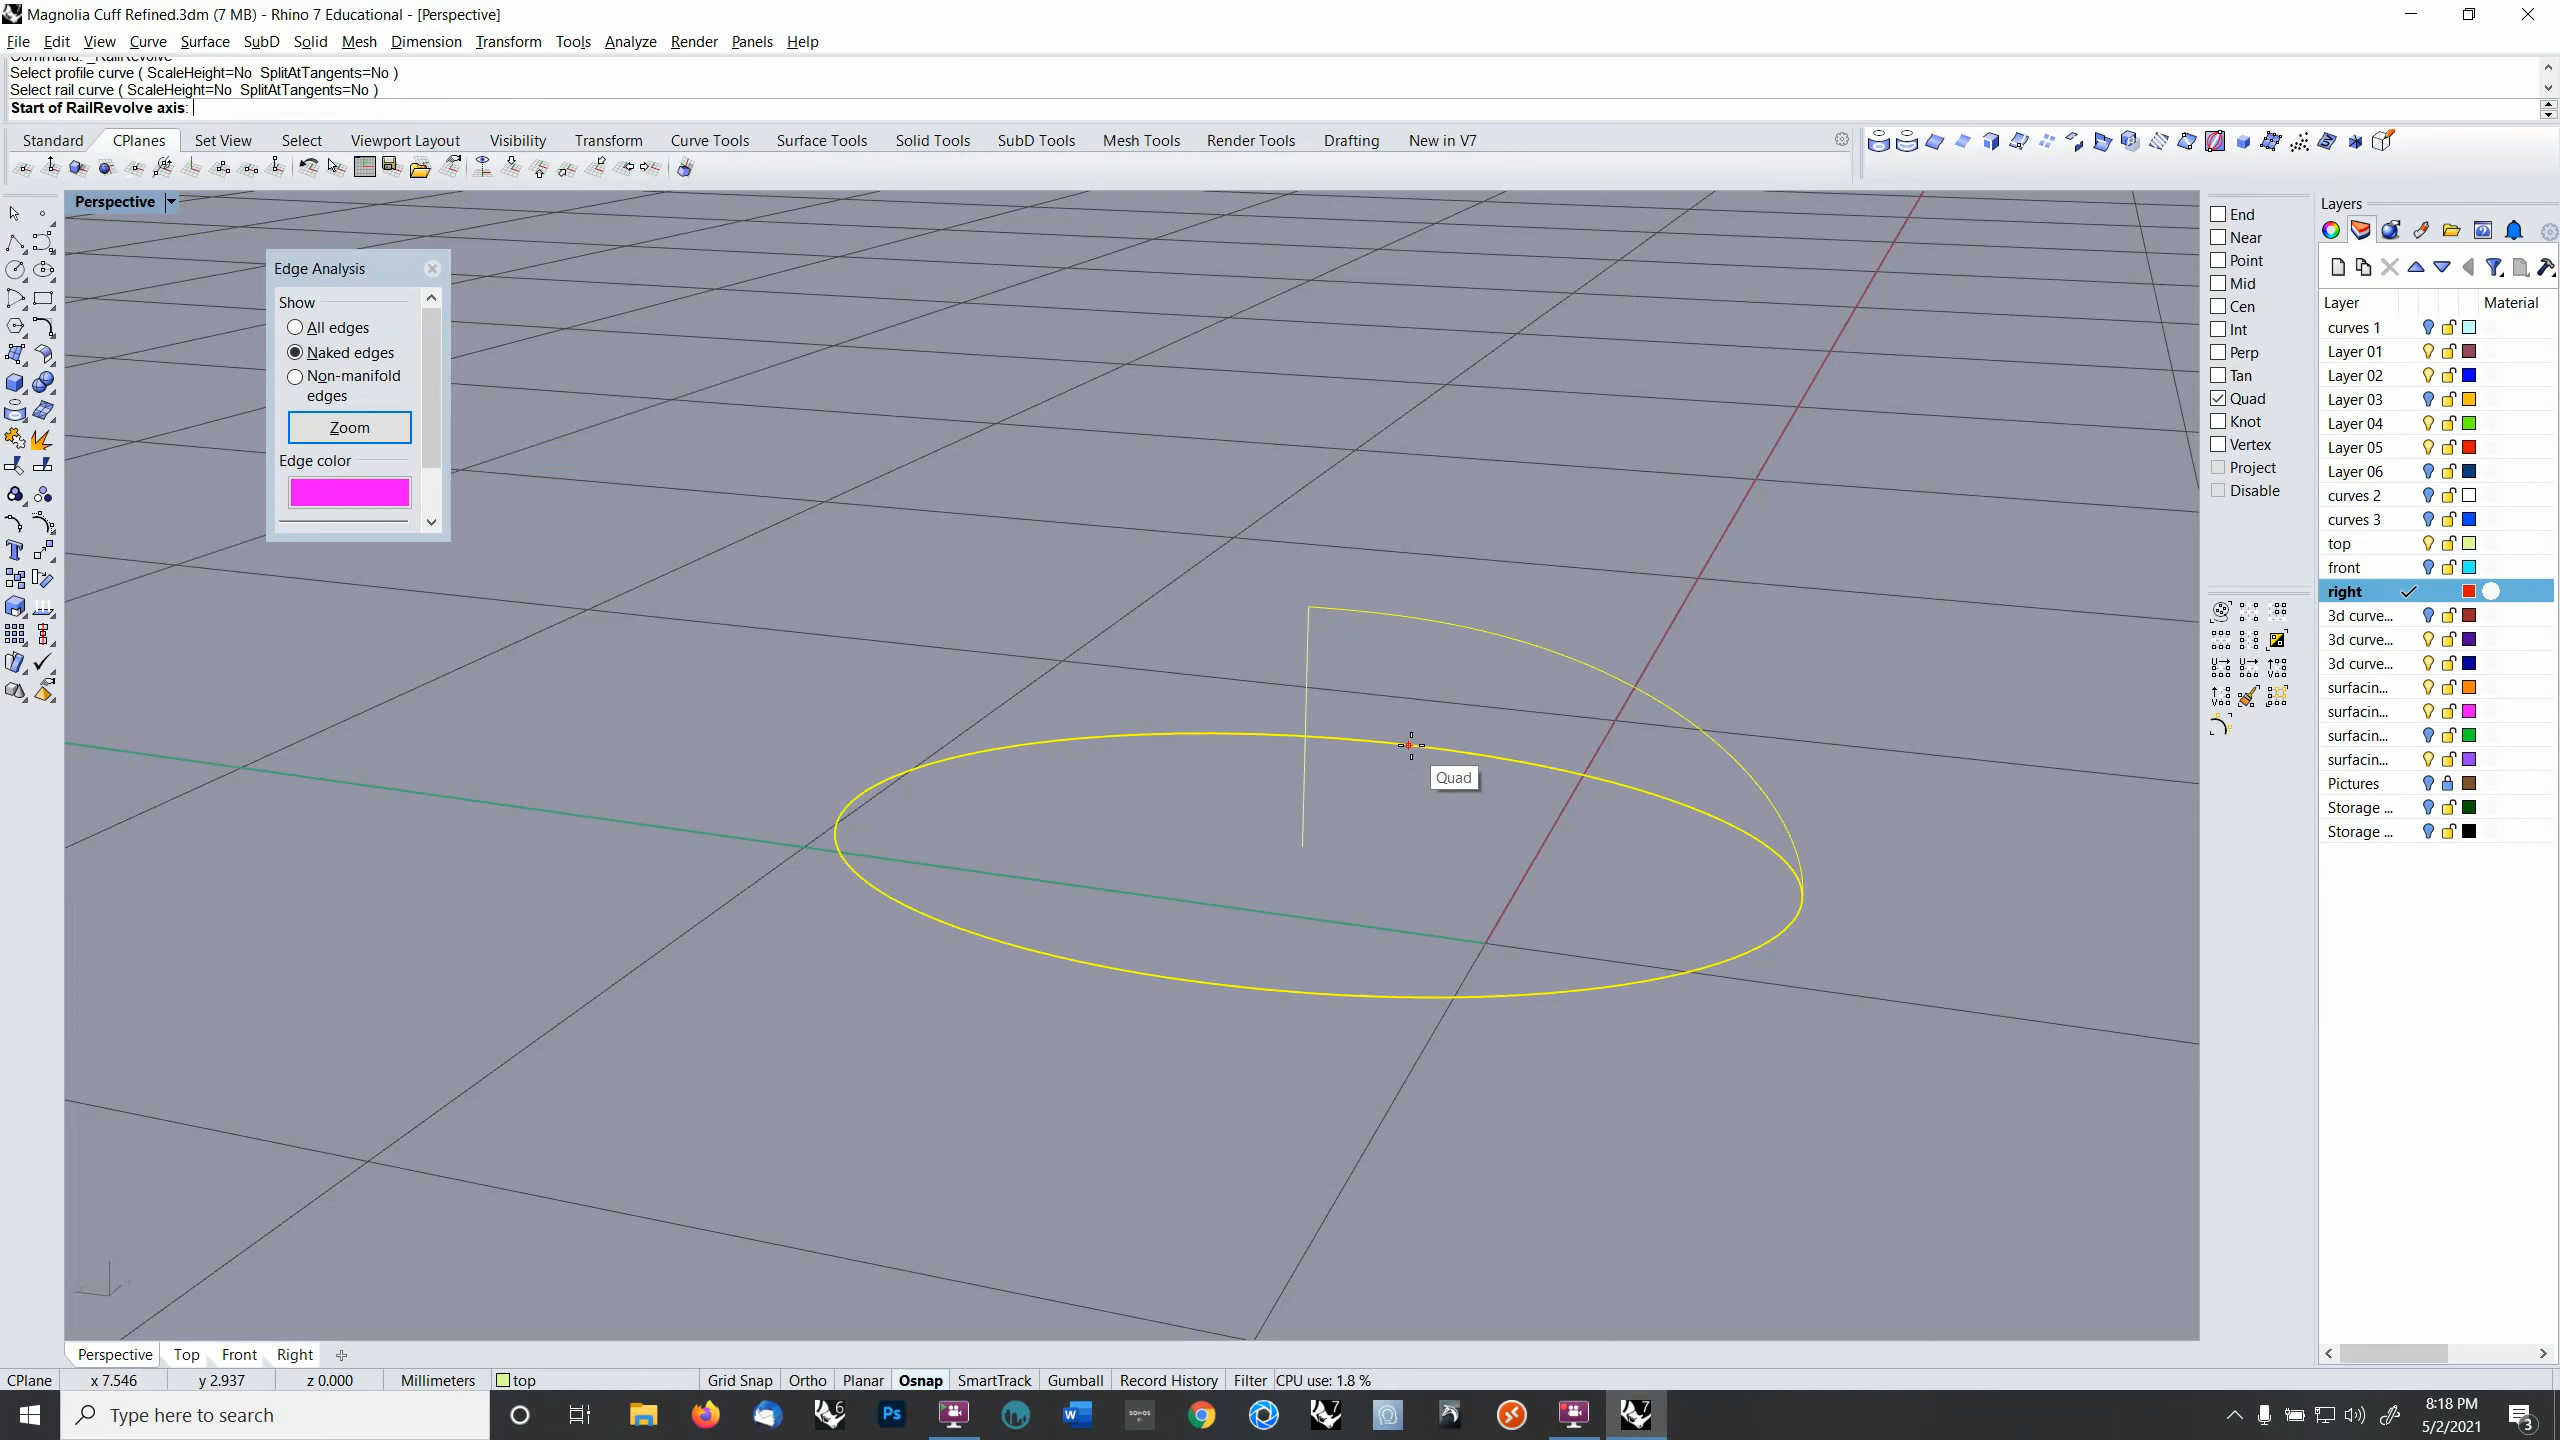 Magnolia Cuff Refined.3dm (7 MB) - Rhino 7 Educational - [Perspective]
File Edit View Curve Surface SubD Solid Mesh Dimension Transform Tools Analyze Render Panels Help
Command: _RailRevolve
Select profile curve ( ScaleHeight=No SplitAtTangents=No )
Select rail curve ( ScaleHeight=No SplitAtTangents=No )
Start of RailRevolve axis:
Standard CPlanes Set View Select Viewport Layout Visibility Transform Curve Tools Surface Tools Solid Tools SubD Tools Mesh Tools Render Tools Drafting New in V7
Perspective
Edge Analysis
Show
All edges
Naked edges
Non-manifold
edges
Zoom
Edge color
Quad
End
Near
Point
Mid
Cen
Int
Perp
Tan
Quad
Knot
Vertex
Project
Disable
Layers
Layer Material
curves 1
Layer 01
Layer 02
Layer 03
Layer 04
Layer 05
Layer 06
curves 2
curves 3
top
front
right
3d curve...
3d curve...
3d curve...
surfacin...
surfacin...
surfacin...
surfacin...
Pictures
Storage ...
Storage ...
Perspective Top Front Right
CPlane x 7.546 y 2.937 z 0.000 Millimeters top Grid Snap Ortho Planar Osnap SmartTrack Gumball Record History Filter CPU use: 1.8 %
Type here to search
6
Ps
W
SONOS
7
7
8:18 PM
5/2/2021
3